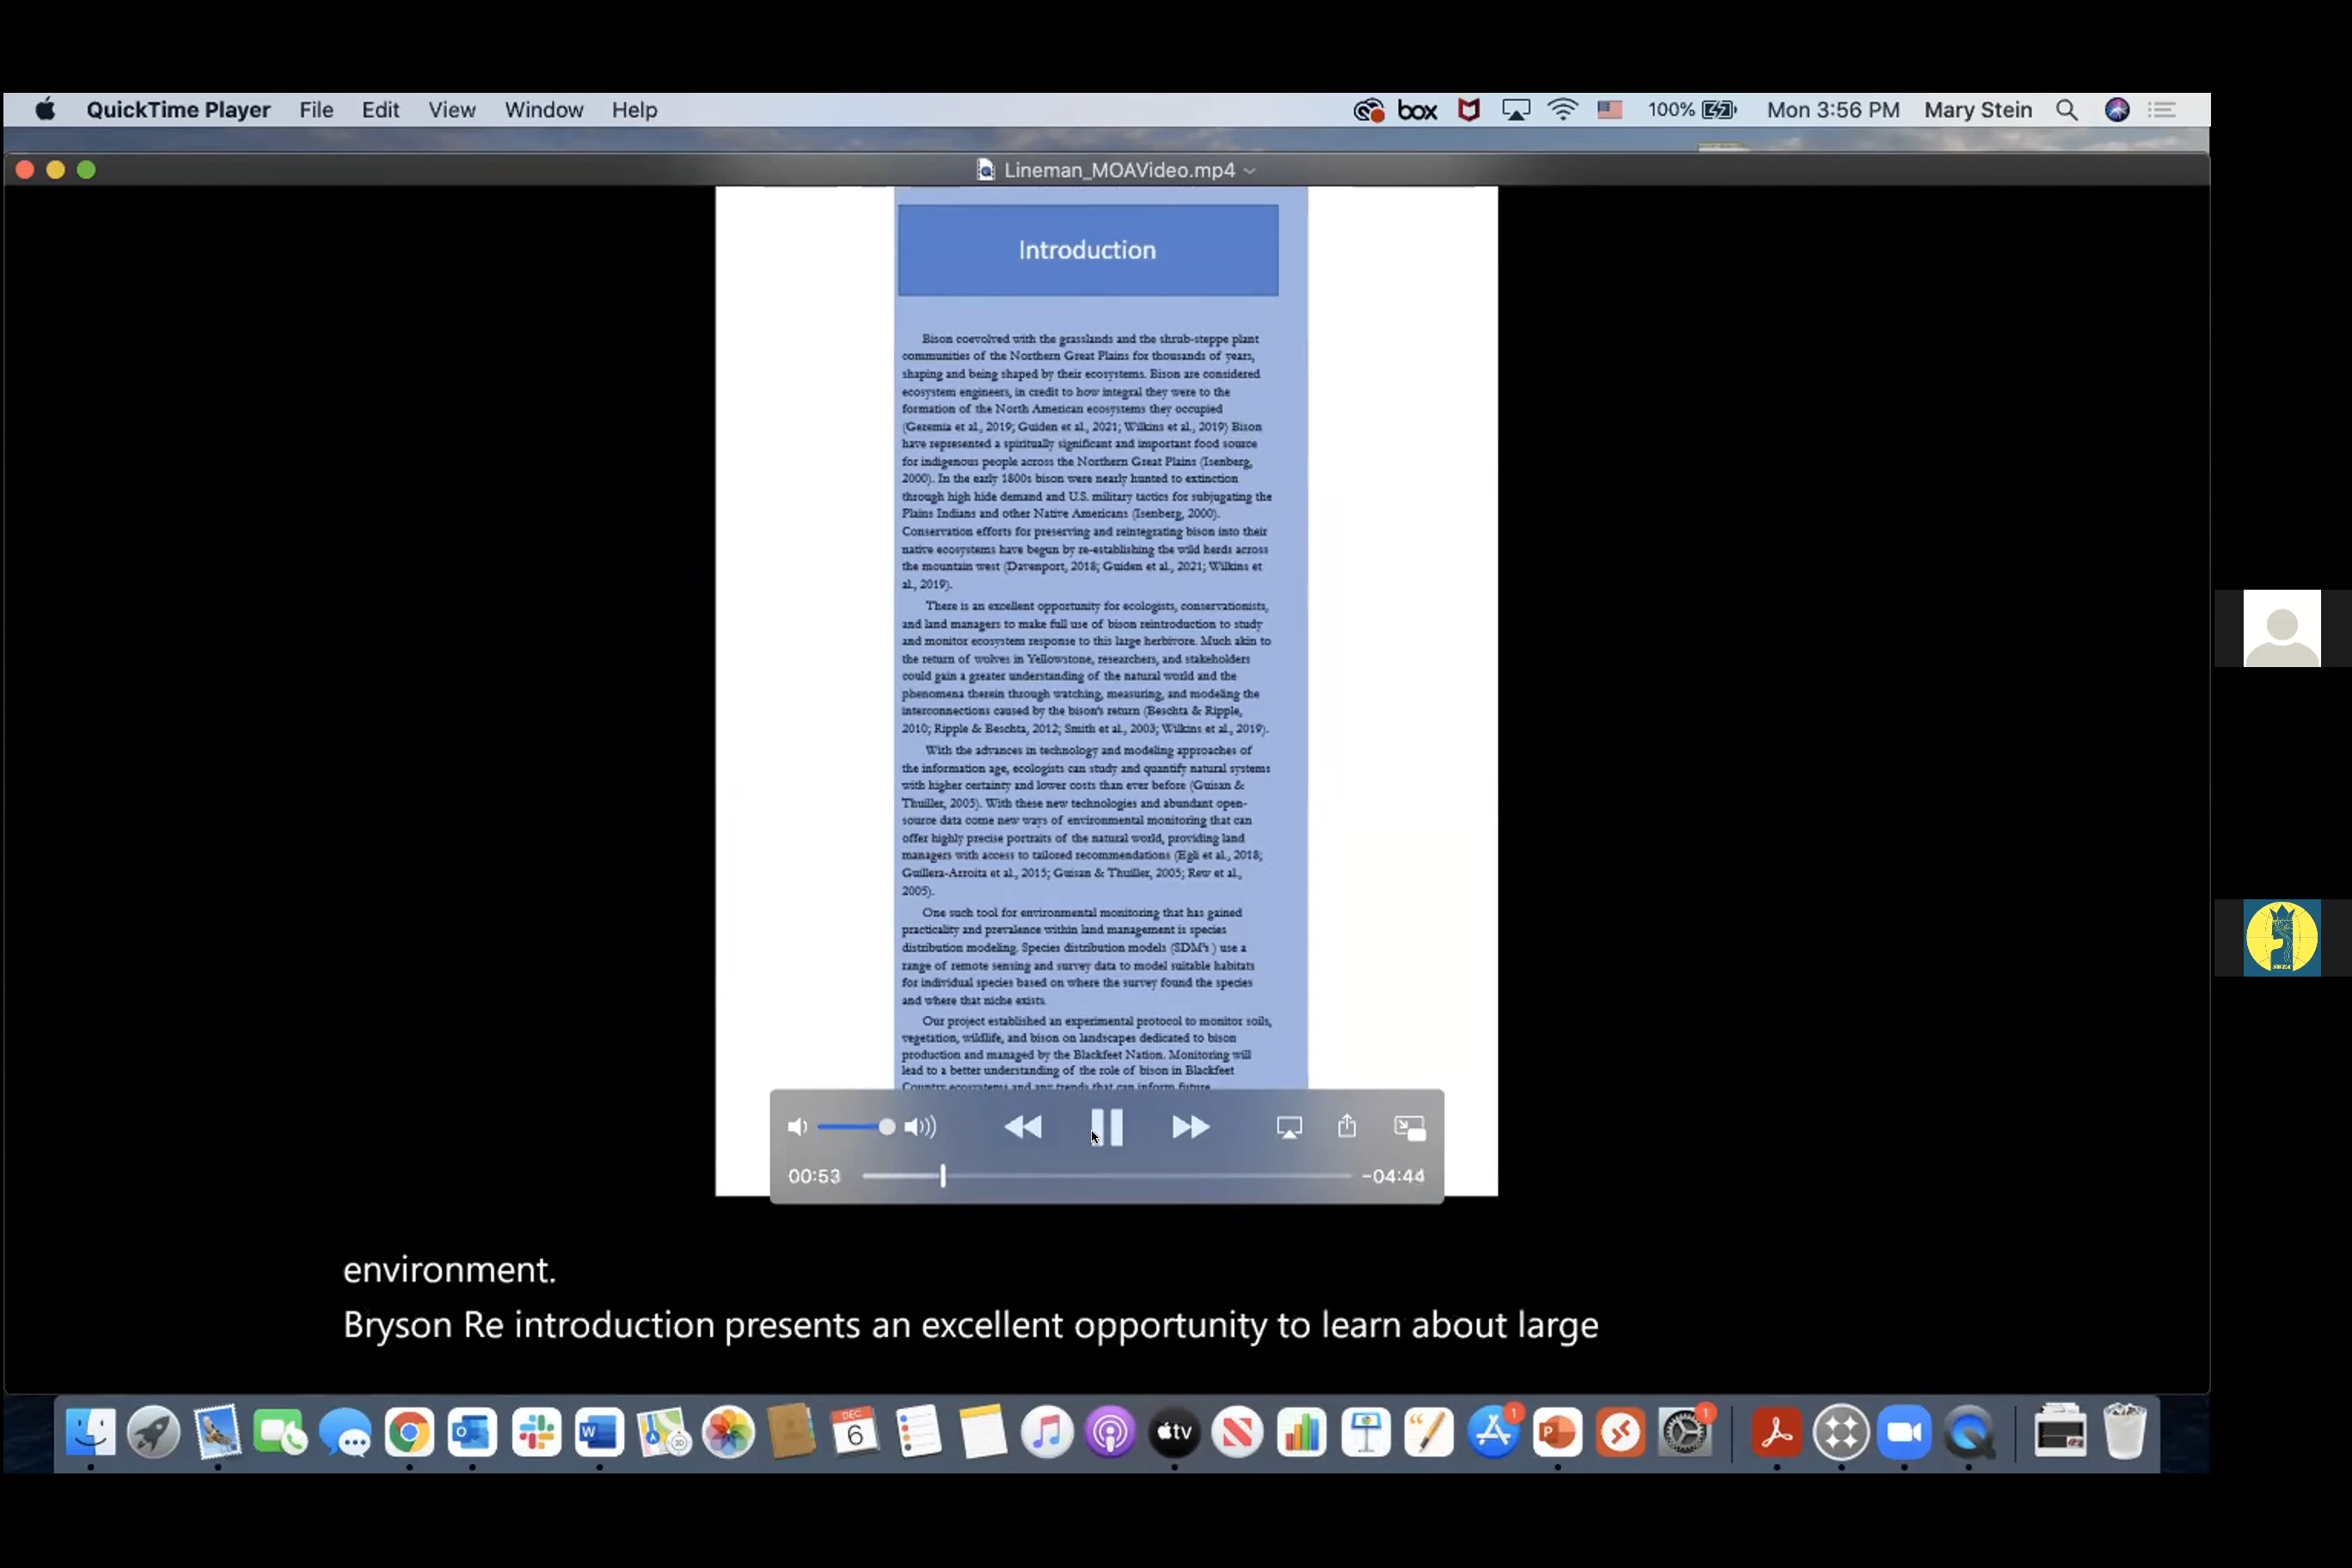 QuickTime Player File Edit View Window Help box 100% Mon 3:56 PM Mary Stein
Lineman_MOAVideo.mp4
Introduction
Bison coevolved with the grasslands and the shrub-steppe plant
communities of the Northern Great Plains for thousands of years,
shaping and being shaped by their ecosystems. Bison are considered
ecosystem engineers, in credit to how integral they were to the
formation of the North American ecosystems they occupied
(Geremia et al., 2019; Guiden et al., 2021; Wilkins et al., 2019) Bison
have represented a spiritually significant and important food source
for indigenous people across the Northern Great Plains (Isenberg,
2000). In the early 1800s bison were nearly hunted to extinction
through high hide demand and U.S. military tactics for subjugating the
Plains Indians and other Native Americans (Isenberg, 2000).
Conservation efforts for preserving and reintegrating bison into their
native ecosystems have begun by re-establishing the wild herds across
the mountain west (Davenport, 2018; Guiden et al., 2021; Wilkins et
al., 2019).
There is an excellent opportunity for ecologists, conservationists,
and land managers to make full use of bison reintroduction to study
and monitor ecosystem response to this large herbivore. Much akin to
the return of wolves in Yellowstone, researchers, and stakeholders
could gain a greater understanding of the natural world and the
phenomena therein through watching, measuring, and modeling the
interconnections caused by the bison's return (Beschta & Ripple,
2010; Ripple & Beschta, 2012; Smith et al., 2003; Wilkins et al., 2019).
With the advances in technology and modeling approaches of
the information age, ecologists can study and quantify natural systems
with higher certainty and lower costs than ever before (Guisan &
Thuiller, 2005). With these new technologies and abundant open-
source data come new ways of environmental monitoring that can
offer highly precise portraits of the natural world, providing land
managers with access to tailored recommendations (Egli et al., 2018;
Guillera-Arroita et al., 2015; Guisan & Thuiller, 2005; Rew et al.,
2005).
One such tool for environmental monitoring that has gained
practicality and prevalence within land management is species
distribution modeling. Species distribution models (SDM's ) use a
range of remote sensing and survey data to model suitable habitats
for individual species based on where the survey found the species
and where that niche exists.
Our project established an experimental protocol to monitor soils,
vegetation, wildlife, and bison on landscapes dedicated to bison
production and managed by the Blackfeet Nation. Monitoring will
lead to a better understanding of the role of bison in Blackfeet
Country ecosystems and any trends that can inform future
00:53 -04:44
environment.
Bryson Re introduction presents an excellent opportunity to learn about large
DEC
6
tv
1
1
SWEA